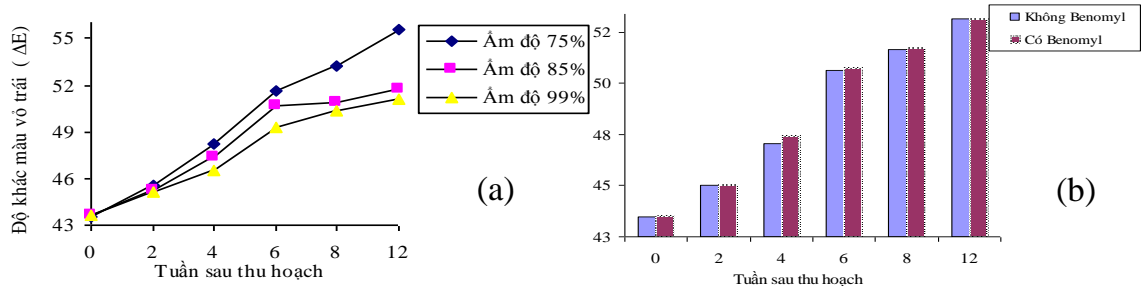 Độ khác màu vỏ trái ( ΔE)
55
52
49
46
43
0 2 4 6 8 12
Tuần sau thu hoạch
Ẩm độ 75%
Ẩm độ 85%
Ẩm độ 99%
(a)
52
50
48
45
43
0 2 4 6 8 12
Tuần sau thu hoạch
Không Benomyl
Có Benomyl
(b)